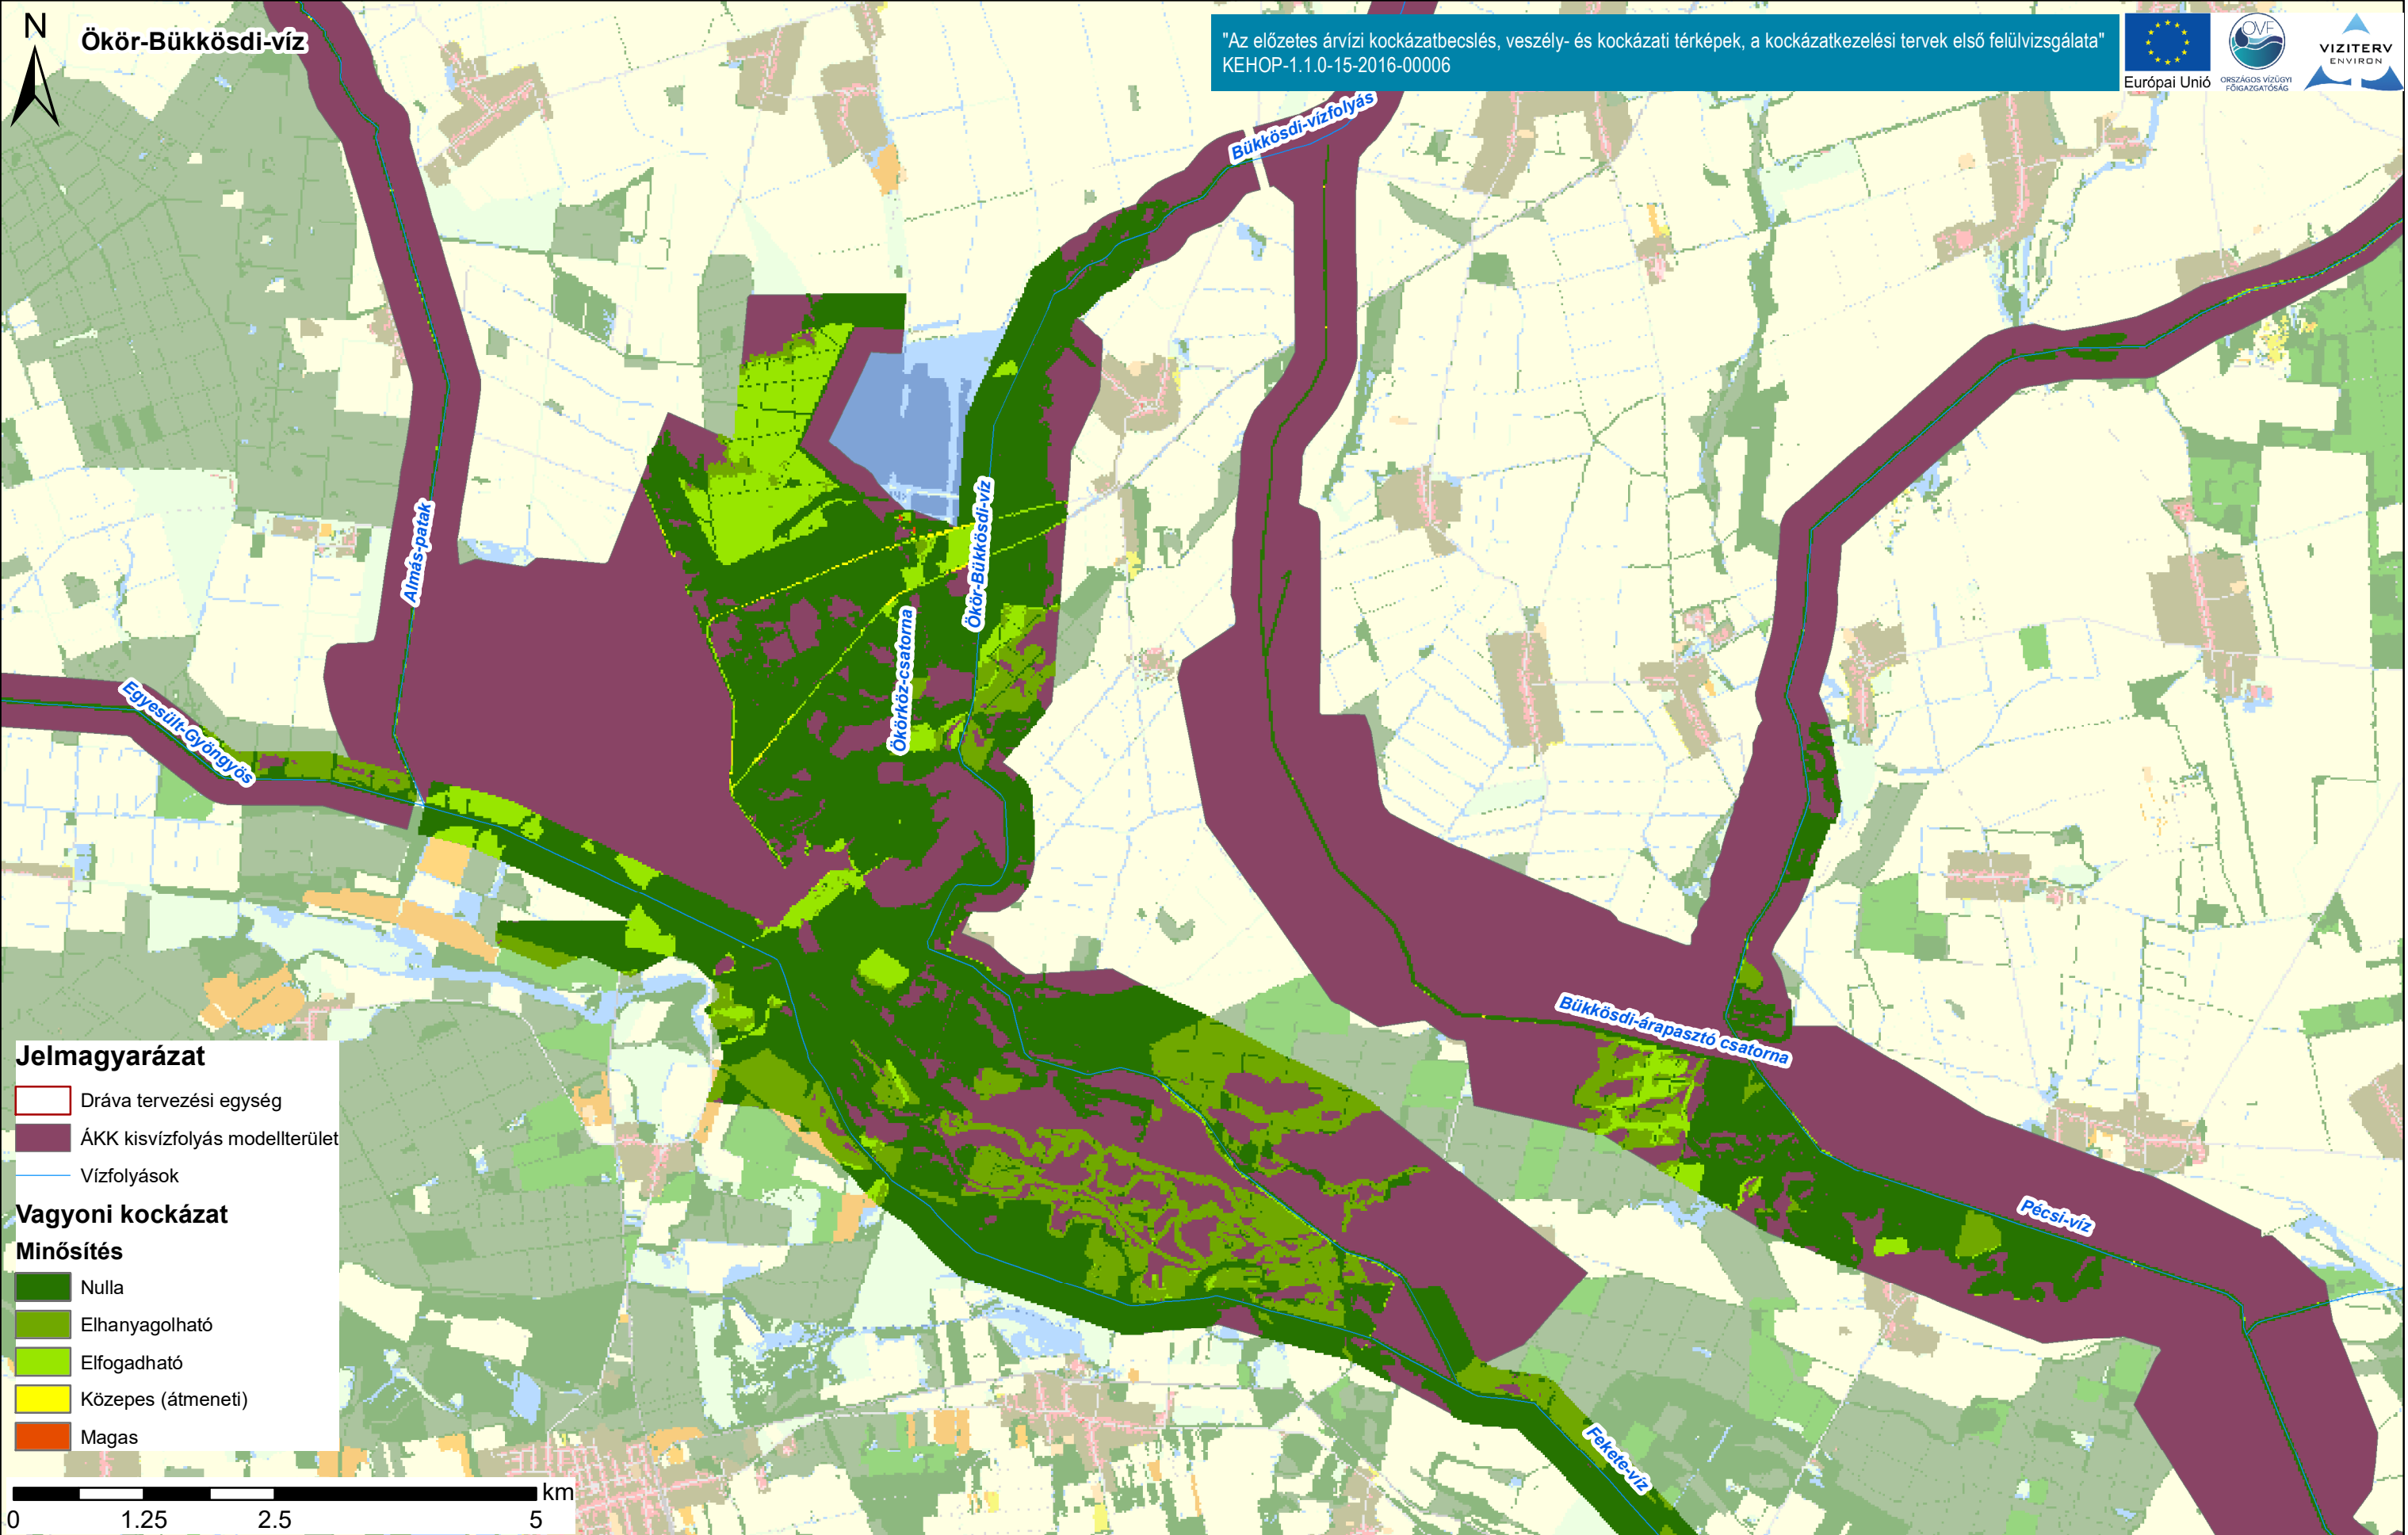 N
Ökör-Bükkösdi-víz
"Az előzetes árvízi kockázatbecslés, veszély- és kockázati térképek, a kockázatkezelési tervek első felülvizsgálata"
KEHOP-1.1.0-15-2016-00006
Európai Unió
OVF
ORSZÁGOS VÍZÜGYI
FŐIGAZGATÓSÁG
VIZITERV
ENVIRON
Bükkösdi-vízfolyás
Almás-patak
Ökör-Bükkösdi-víz
Ökörköz-csatorna
Egyesült-Gyöngyös
Bükkösdi-árapasztó csatorna
Pécsi-víz
Fekete-víz
Jelmagyarázat
Dráva tervezési egység
ÁKK kisvízfolyás modellterület
Vízfolyások
Vagyoni kockázat
Minősítés
Nulla
Elhanyagolható
Elfogadható
Közepes (átmeneti)
Magas
km
0 1.25 2.5 5